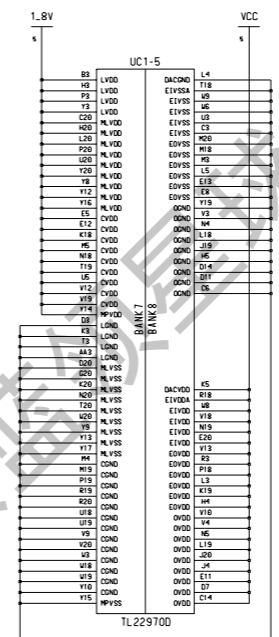 1_8V VCC
s s
UC1-5
B3 LVDD DACGND L4
H3 LVDD EIVSSA T18
P3 LVDD EIVSS W9
Y3 LVDD EIVSS W6
C20 MLVDD EIVSS U3
H20 MLVDD EOVSS C3
L20 MLVDD EOVSS M20
P20 MLVDD EOVSS M18
U20 MLVDD EOVSS M3
Y20 MLVDD EOVSS L5
Y8 MLVDD EOVSS E13
Y12 MLVDD EOVSS E8
Y16 MLVDD OGND Y19
E5 CVDD OGND V3
E12 CVDD OGND N4
K18 CVDD OGND L18
M5 CVDD OGND J19
N18 CVDD OGND H5
T19 CVDD OGND D14
U5 CVDD OGND D11
V12 CVDD OGND C6
V19 CVDD
Y14 MPVDD
BANK7
BANK8
D3 LGND
K3 LGND
T3 LGND
AA3 LGND
D20 MLVSS
G20 MLVSS
K20 MLVSS DACVDD K5
N20 MLVSS EIVDDA R18
T20 MLVSS EIVDD W8
W20 MLVSS EIVDD V18
Y9 MLVSS EIVDD N19
Y13 MLVSS EOVDD E20
Y17 MLVSS EOVDD V13
M4 CGND EOVDD R3
M19 CGND EOVDD P18
P19 CGND EOVDD L3
R19 CGND EOVDD K19
R20 CGND EOVDD H4
U18 CGND OVDD V10
U19 CGND OVDD V4
V9 CGND OVDD N5
V20 CGND OVDD L19
W3 CGND OVDD J20
W18 CGND OVDD J4
W19 CGND OVDD E11
Y10 CGND OVDD D7
Y15 MPVSS OVDD C14
TL22970D